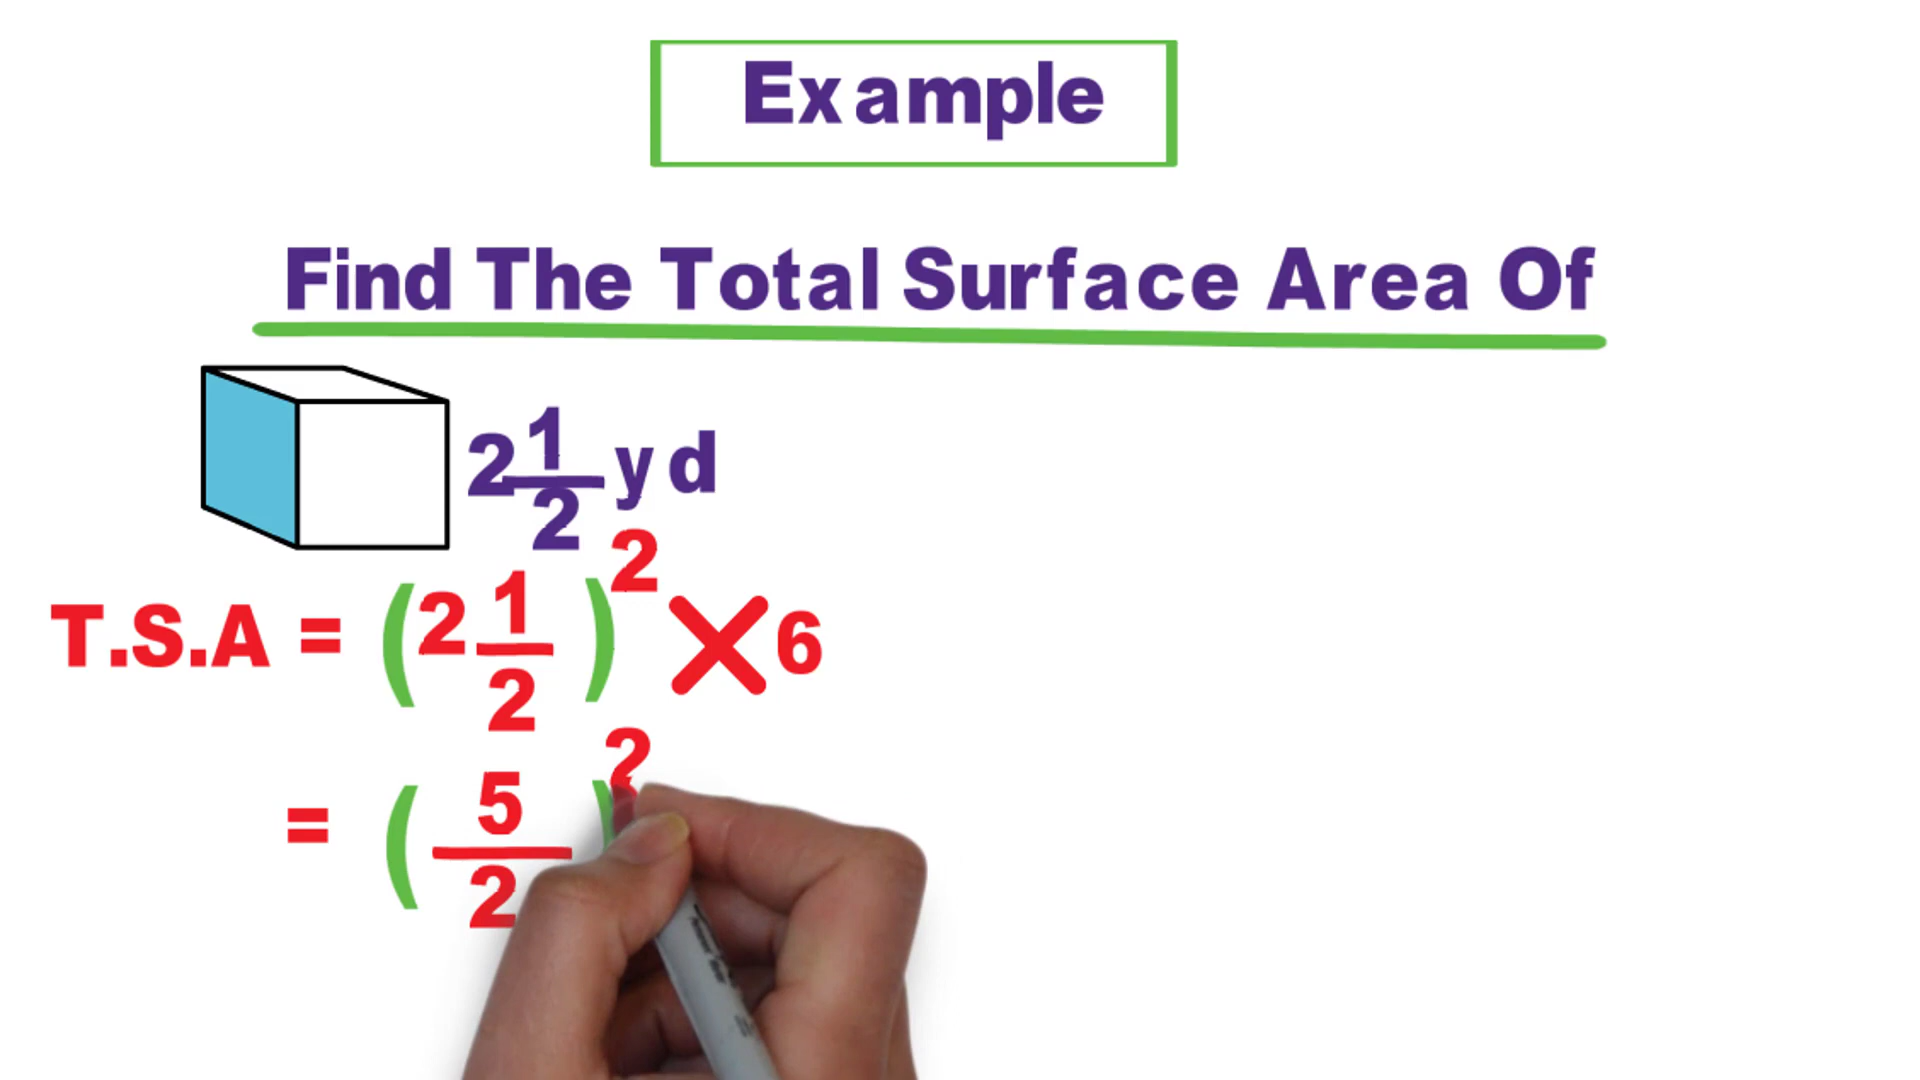 Example
Find The Total Surface Area Of
2 1/2 yd
T.S.A = (2 1/2)² × 6
= (5/2)²